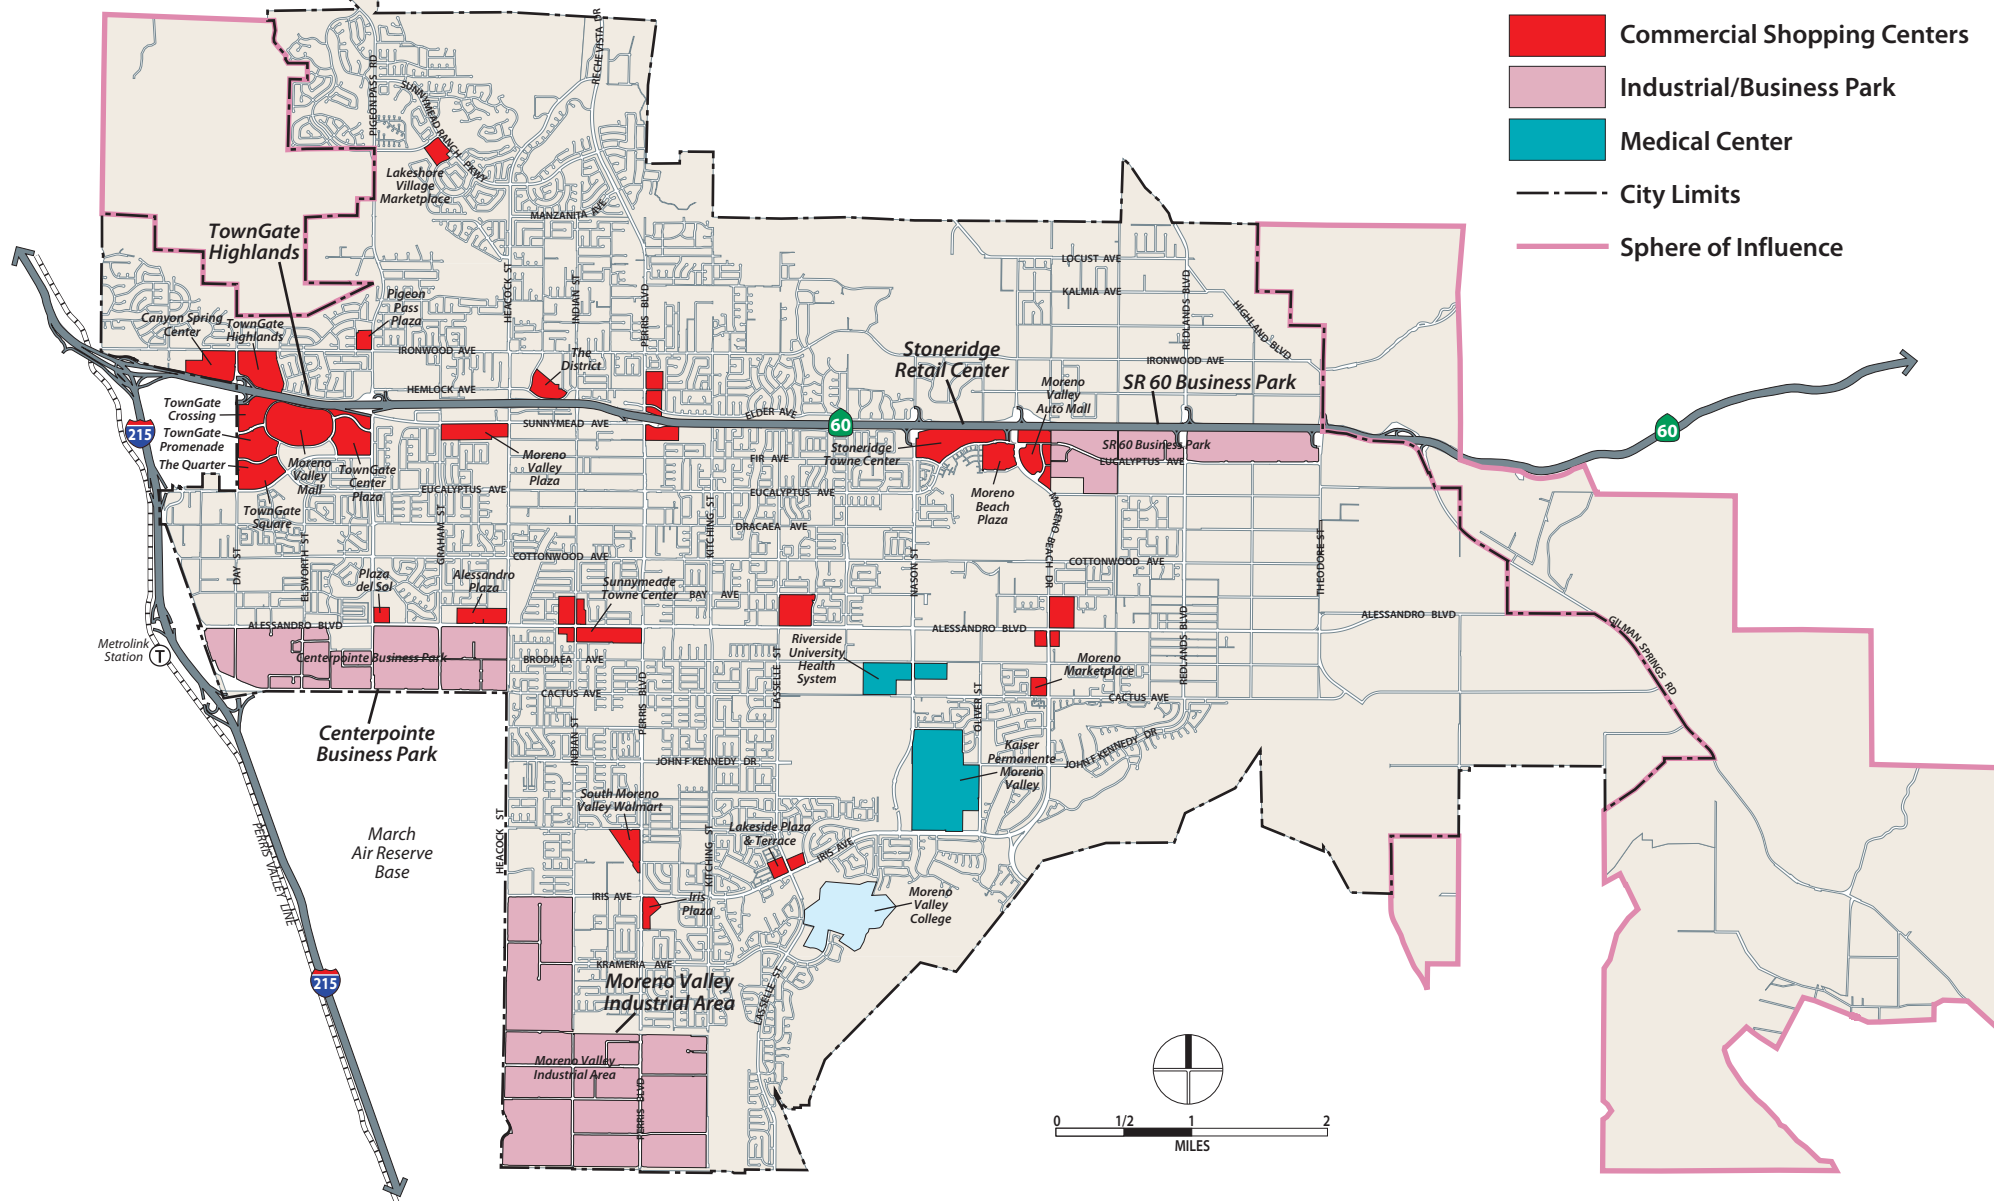 Commercial Shopping Centers
Industrial/Business Park
Medical Center
City Limits
Sphere of Influence
PIGEON PASS RD
SUNNYMEAD RANCH PKWY
RECHE VISTA DR
Lakeshore
Village
Marketplace
MANZANITA AVE
TownGate
Highlands
HEACOCK ST
INDIAN ST
PERRIS BLVD
LOCUST AVE
KALMIA AVE
REDLANDS BLVD
HIGHLAND BLVD
Pigeon
Pass
Plaza
Canyon Spring
Center
TownGate
Highlands
IRONWOOD AVE
The
District
Stoneridge
Retail Center
IRONWOOD AVE
HEMLOCK AVE
Moreno
Valley
Auto Mall
SR 60 Business Park
TownGate
Crossing
TownGate
Promenade
The Quarter
215
SUNNYMEAD AVE
ELDER AVE
60
60
Stoneridge
Towne Center
SR 60 Business Park
EUCALYPTUS AVE
FIR AVE
Moreno
Valley
Mall
TownGate
Center
Plaza
Moreno
Valley
Plaza
EUCALYPTUS AVE
EUCALYPTUS AVE
Moreno
Beach
Plaza
TownGate
Square
GRAHAM ST
KITCHING ST
DRACAEA AVE
MORENO BEACH DR
DAY ST
ELSWORTH ST
COTTONWOOD AVE
NASON ST
COTTONWOOD AVE
THEODORE ST
Plaza
del Sol
Alessandro
Plaza
Sunnymeade
Towne Center
BAY AVE
ALESSANDRO BLVD
ALESSANDRO BLVD
ALESSANDRO BLVD
REDLANDS BLVD
GILMAN SPRINGS RD
Metrolink
Station
T
Centerpointe Business Park
BRODIAEA AVE
Riverside
University
Health
System
LASSELLE ST
Moreno
Marketplace
CACTUS AVE
CACTUS AVE
OLIVER ST
Centerpointe
Business Park
INDIAN ST
PERRIS BLVD
JOHN F KENNEDY DR
JOHN F KENNEDY DR
Kaiser
Permanente
Moreno
Valley
South Moreno
Valley Walmart
March
Air Reserve
Base
HEACOCK ST
KITCHING ST
Lakeside Plaza
& Terrace
IRIS AVE
PERRIS VALLEY LINE
IRIS AVE
Iris
Plaza
Moreno
Valley
College
KRAMERIA AVE
Moreno Valley
Industrial Area
LASSELLE ST
215
Moreno Valley
Industrial Area
PERRIS BLVD
0 1/2 1 2
MILES